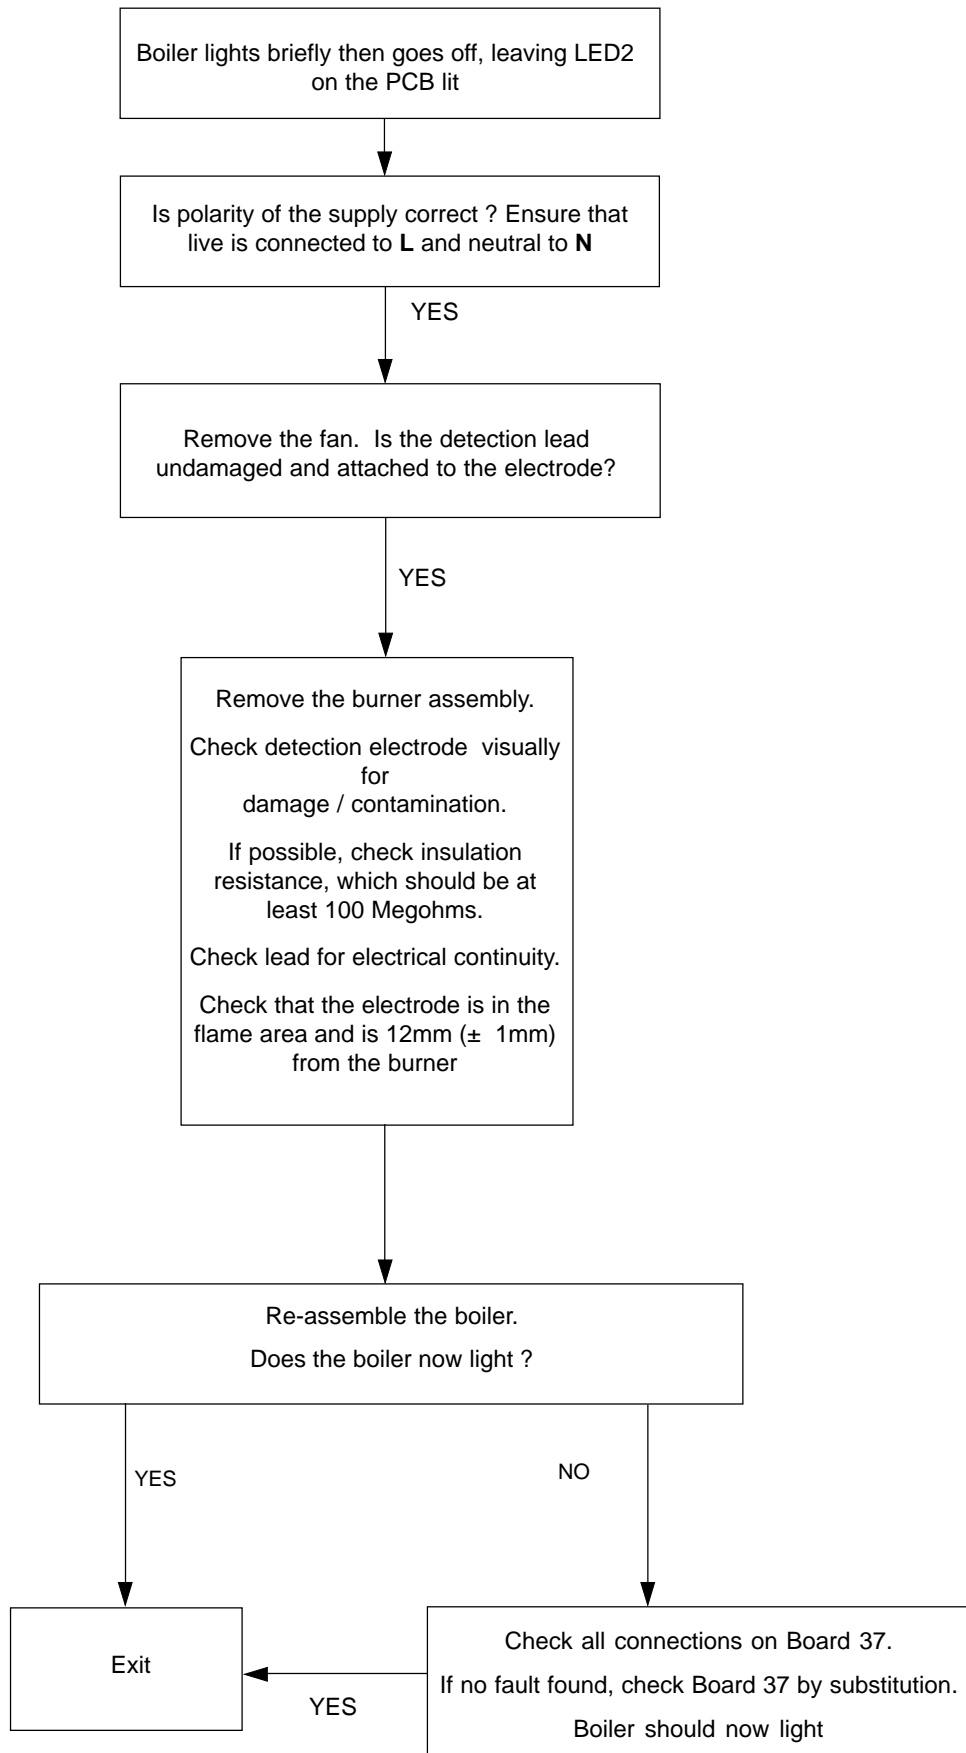 Boiler lights briefly then goes off, leaving LED2
on the PCB lit
Is polarity of the supply correct ? Ensure that
live is connected to L and neutral to N
YES
Remove the fan. Is the detection lead
undamaged and attached to the electrode?
YES
Remove the burner assembly.
Check detection electrode visually
for
damage / contamination.
If possible, check insulation
resistance, which should be at
least 100 Megohms.
Check lead for electrical continuity.
Check that the electrode is in the
flame area and is 12mm (± 1mm)
from the burner
Re-assemble the boiler.
Does the boiler now light ?
YES
NO
Exit
YES
Check all connections on Board 37.
If no fault found, check Board 37 by substitution.
Boiler should now light